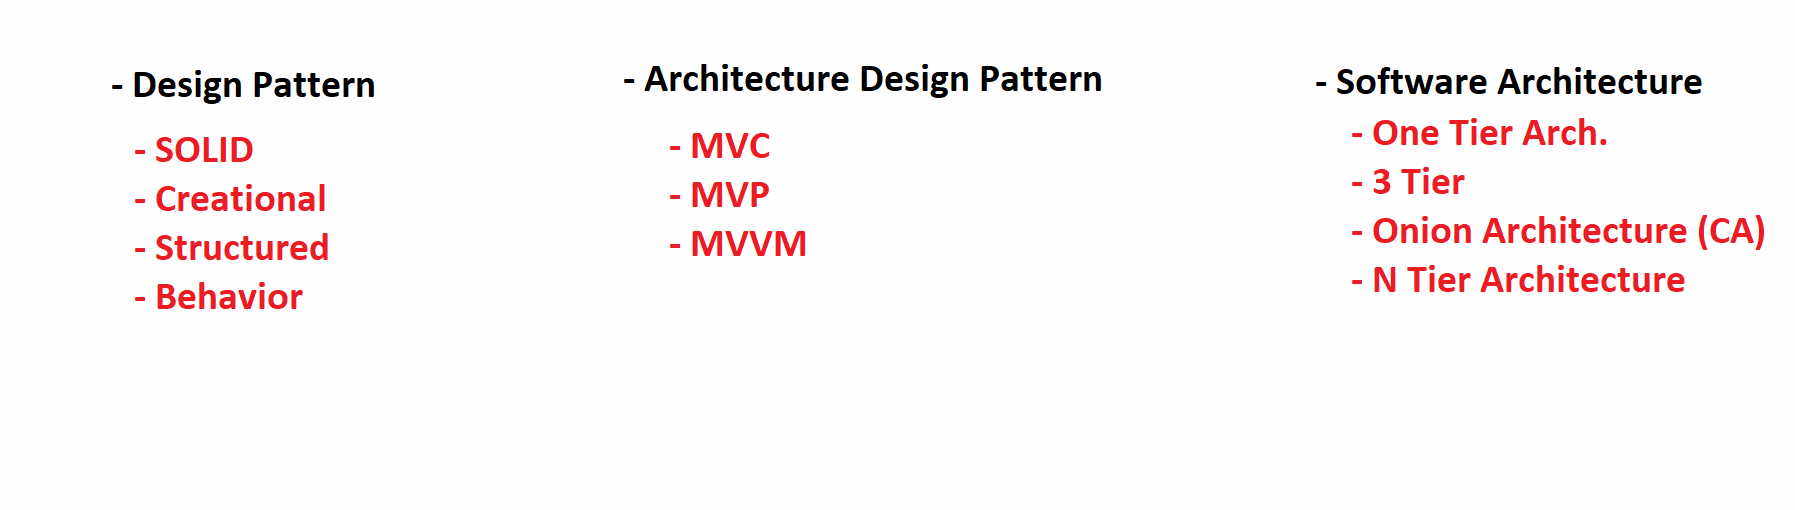 - Design Pattern
- SOLID
- Creational
- Structured
- Behavior
- Architecture Design Pattern
- MVC
- MVP
- MVVM
- Software Architecture
- One Tier Arch.
- 3 Tier
- Onion Architecture (CA)
- N Tier Architecture